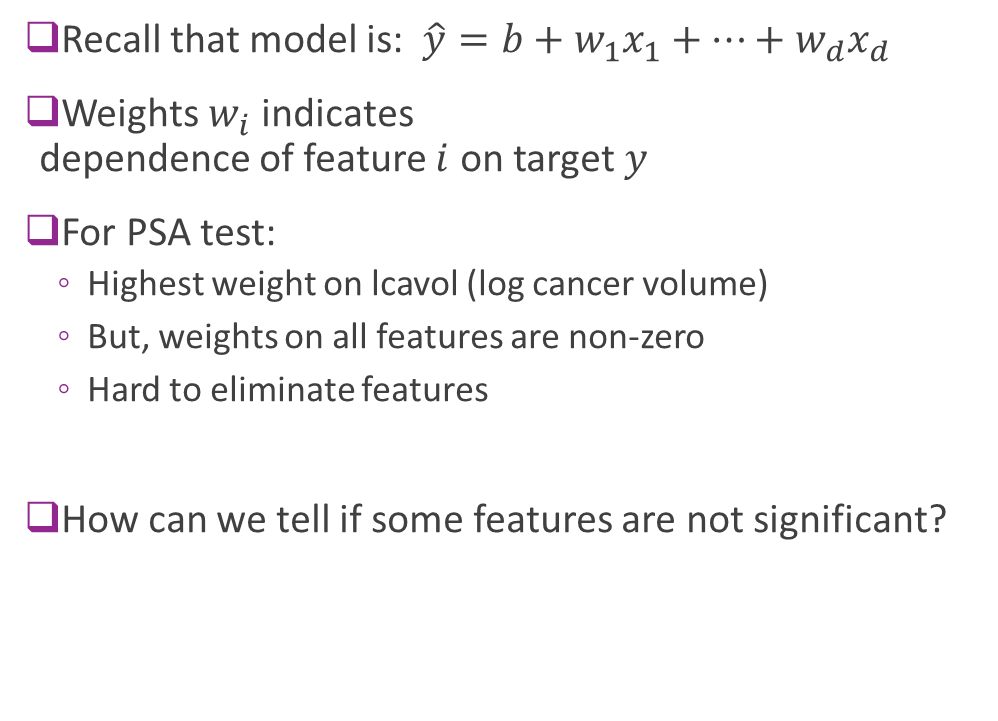 ❑Recall that model is: ŷ = b + w₁x₁ + ⋯ + w_d x_d
❑Weights wᵢ indicates
dependence of feature i on target y
❑For PSA test:
◦ Highest weight on lcavol (log cancer volume)
◦ But, weights on all features are non-zero
◦ Hard to eliminate features
❑How can we tell if some features are not significant?